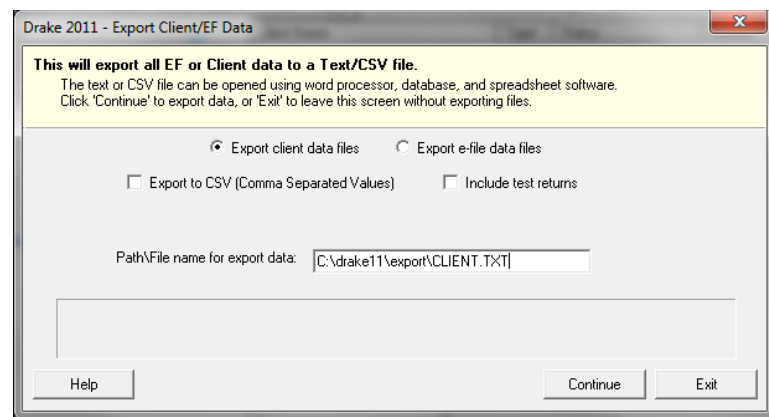 Drake 2011 - Export Client/EF Data
This will export all EF or Client data to a Text/CSV file.
The text or CSV file can be opened using word processor, database, and spreadsheet software.
Click 'Continue' to export data, or 'Exit' to leave this screen without exporting files.
Export client data files Export e-file data files
Export to CSV (Comma Separated Values) Include test returns
Path\File name for export data: C:\drake11\export\CLIENT.TXT
Help Continue Exit